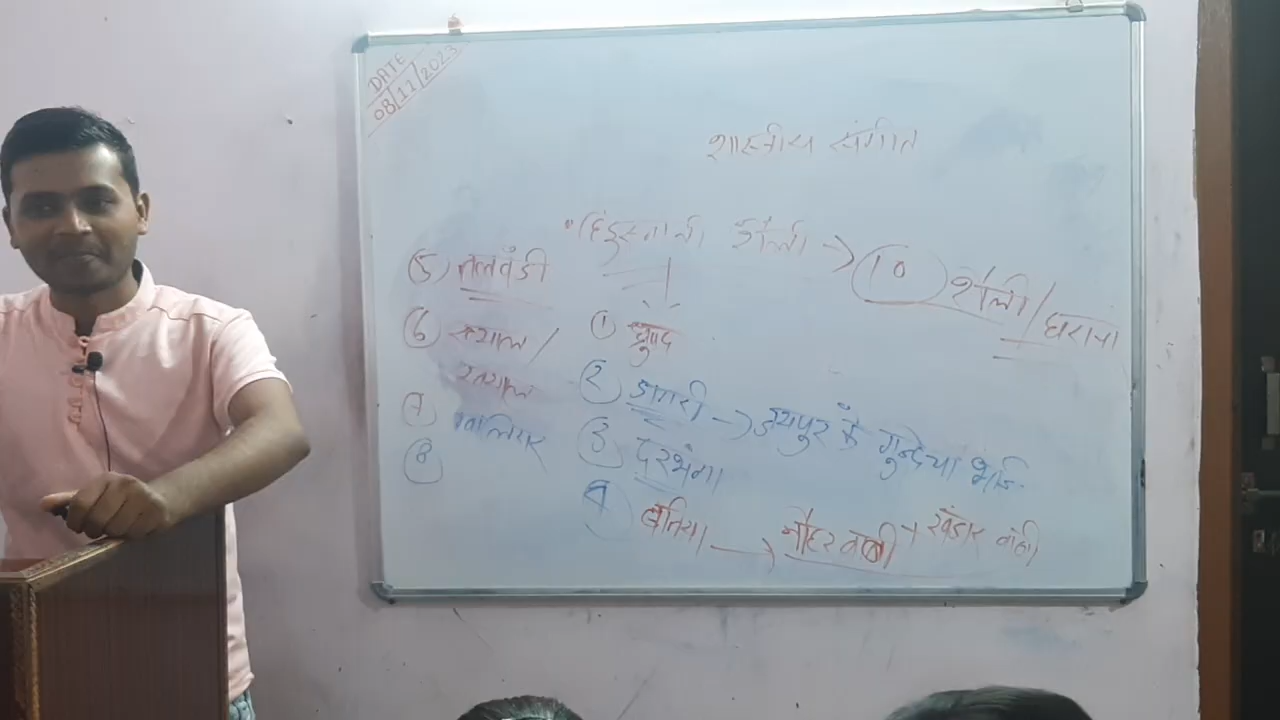 DATE
08/11/2023
शास्त्रीय संगीत
"हिंदुस्तानी शैली → 10 शैली/घराना
① ध्रुपद
② डागरी → उदयपुर के गुन्देचा
③ दरभंगा
④ बेतिया → नौहर वाणी + खंडार वाणी
⑤ तलवंडी
⑥ ख्याल/
ख्याल
⑦ ग्वालियर
⑧